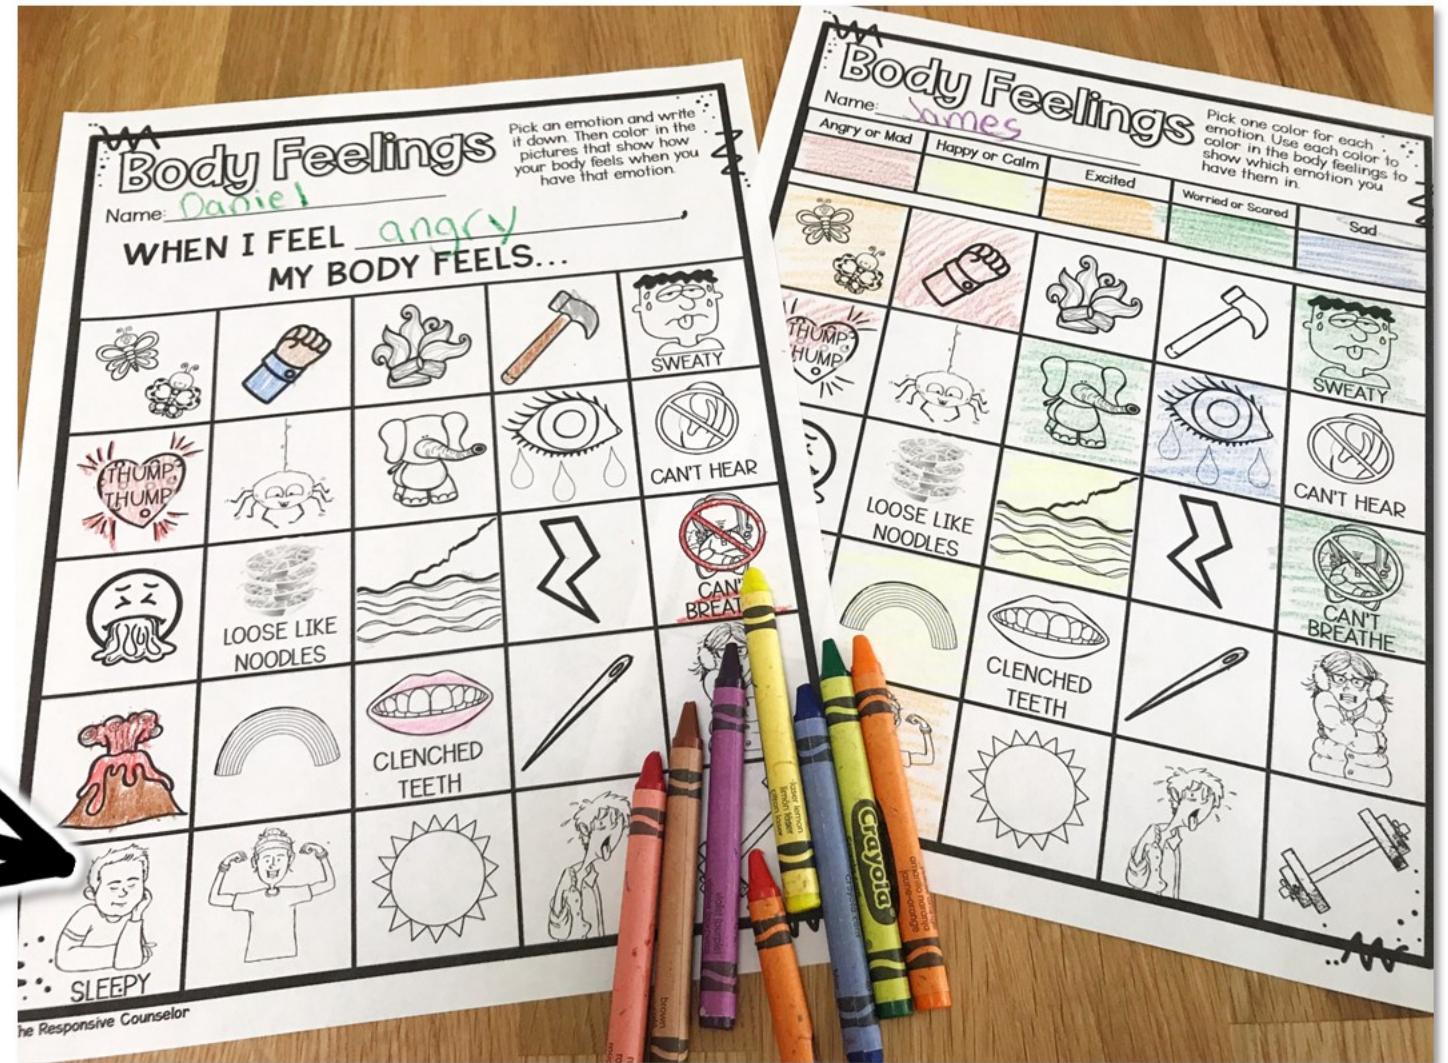 Body Feelings
Pick an emotion and write
it down. Then color in the
pictures that show how
your body feels when you
have that emotion.
Name: Daniel
WHEN I FEEL angry,
MY BODY FEELS...
SWEATY
THUMP
THUMP
CAN'T HEAR
LOOSE LIKE
NOODLES
CAN'
BREAT
CLENCHED
TEETH
SLEEPY
The Responsive Counselor
Body Feelings
Pick one color for each
emotion. Use each color to
color in the body feelings to
show which emotion you
have them in.
Name: James
Angry or Mad
Happy or Calm
Excited
Worried or Scared
Sad
SWEATY
THUMP
THUMP
CAN'T HEAR
LOOSE LIKE
NOODLES
CAN'T
BREATHE
CLENCHED
TEETH
laser lemon
Crayola
brown